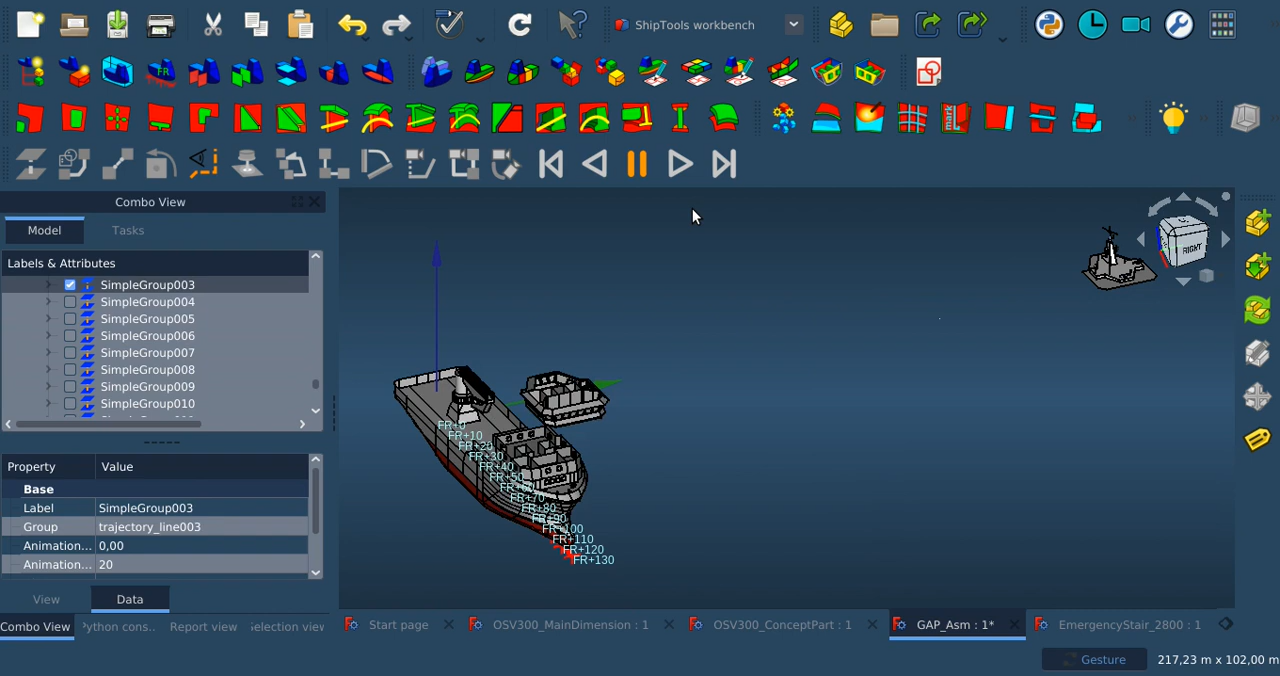 ShipTools workbench
FR
mark
Combo View
Model
Tasks
Labels & Attributes
SimpleGroup003
SimpleGroup004
SimpleGroup005
SimpleGroup006
SimpleGroup007
SimpleGroup008
SimpleGroup009
SimpleGroup010
Property
Value
Base
Label
SimpleGroup003
Group
trajectory_line003
Animation...
0,00
Animation...
20
View
Data
Combo View
ython cons...
Report view
election view
RIGHT
FR+0
FR+10
FR+20
FR+30
FR+40
FR+50
FR+60
FR+70
FR+80
FR+90
FR+100
FR+110
FR+120
FR+130
Start page
OSV300_MainDimension : 1
OSV300_ConceptPart : 1
GAP_Asm : 1*
EmergencyStair_2800 : 1
Gesture
217,23 m x 102,00 m